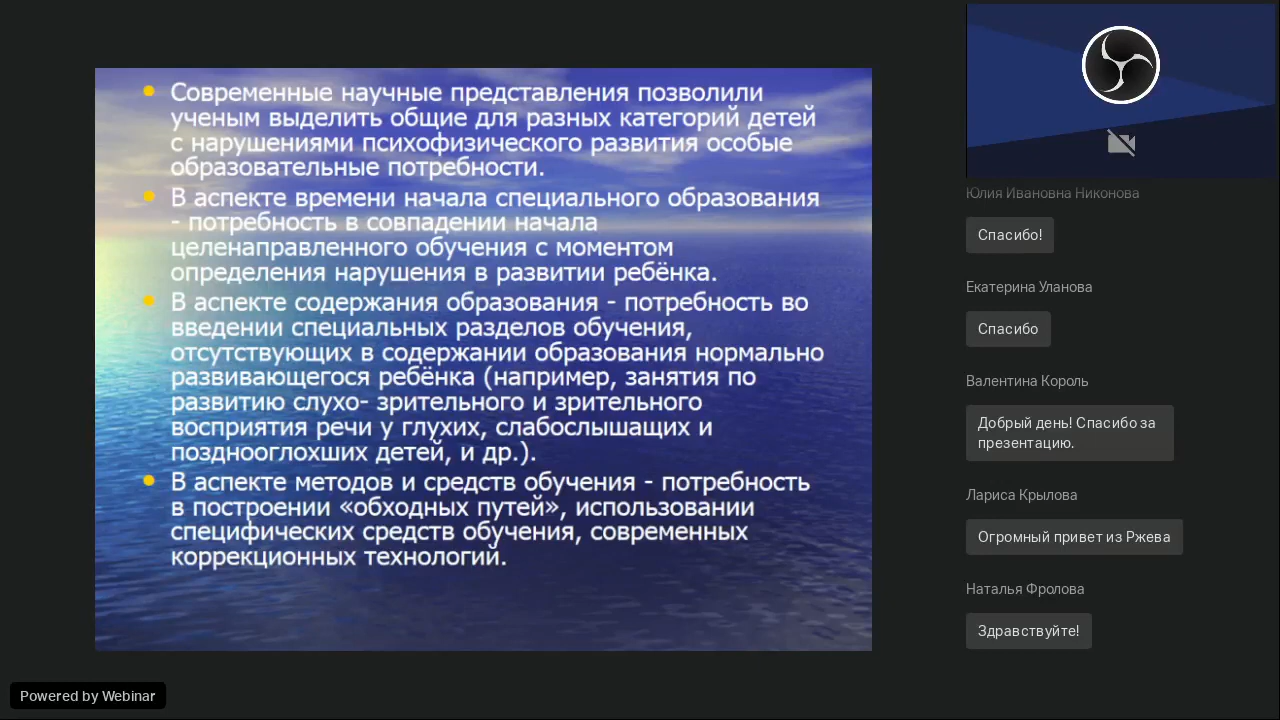 Современные научные представления позволили
ученым выделить общие для разных категорий детей
с нарушениями психофизического развития особые
образовательные потребности.
В аспекте времени начала специального образования
- потребность в совпадении начала
целенаправленного обучения с моментом
определения нарушения в развитии ребёнка.
В аспекте содержания образования - потребность во
введении специальных разделов обучения,
отсутствующих в содержании образования нормально
развивающегося ребёнка (например, занятия по
развитию слухо- зрительного и зрительного
восприятия речи у глухих, слабослышащих и
позднооглохших детей, и др.).
В аспекте методов и средств обучения - потребность
в построении «обходных путей», использовании
специфических средств обучения, современных
коррекционных технологий.
Юлия Ивановна Никонова
Спасибо!
Екатерина Уланова
Спасибо
Валентина Король
Добрый день! Спасибо за
презентацию.
Лариса Крылова
Огромный привет из Ржева
Наталья Фролова
Здравствуйте!
Powered by Webinar